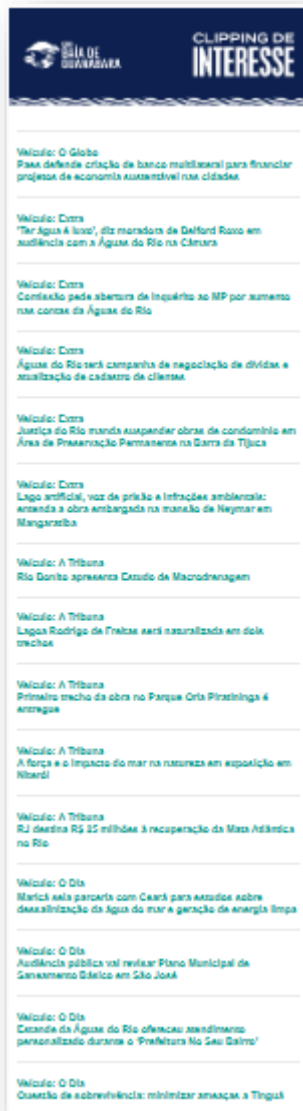 BAÍA DE
GUANABARA
CLIPPING DE
INTERESSE
Veículo: O Globo
Paes defende criação de banco multilateral para financiar
projetos de economia sustentável nas cidades
Veículo: Extra
'Ter água é luxo', diz moradora de Belford Roxo em
audiência com a Águas do Rio na Câmara
Veículo: Extra
Comissão pede abertura de inquérito ao MP por aumento
nas contas da Águas do Rio
Veículo: Extra
Águas do Rio terá campanha de negociação de dívidas e
atualização de cadastro de clientes
Veículo: Extra
Justiça do Rio manda suspender obras de condomínio em
Área de Preservação Permanente na Barra da Tijuca
Veículo: Extra
Lago artificial, voz de prisão e infrações ambientais:
entenda a obra embargada na mansão de Neymar em
Mangaratiba
Veículo: A Tribuna
Rio Bonito apresenta Estudo de Macrodrenagem
Veículo: A Tribuna
Lagoa Rodrigo de Freitas será naturalizada em dois
trechos
Veículo: A Tribuna
Primeiro trecho da obra no Parque Orla Piratininga é
entregue
Veículo: A Tribuna
A força e o impacto do mar na natureza em exposição em
Niterói
Veículo: A Tribuna
RJ destina R$ 15 milhões à recuperação da Mata Atlântica
no Rio
Veículo: O Dia
Maricá sela parceria com Ceará para estudos sobre
dessalinização da água do mar e geração de energia limpa
Veículo: O Dia
Audiência pública vai revisar Plano Municipal de
Saneamento Básico em São José
Veículo: O Dia
Estande da Águas do Rio ofereceu atendimento
personalizado durante o 'Prefeitura No Seu Bairro'
Veículo: O Dia
Questão de sobrevivência: minimizar ameaças a Tinguá